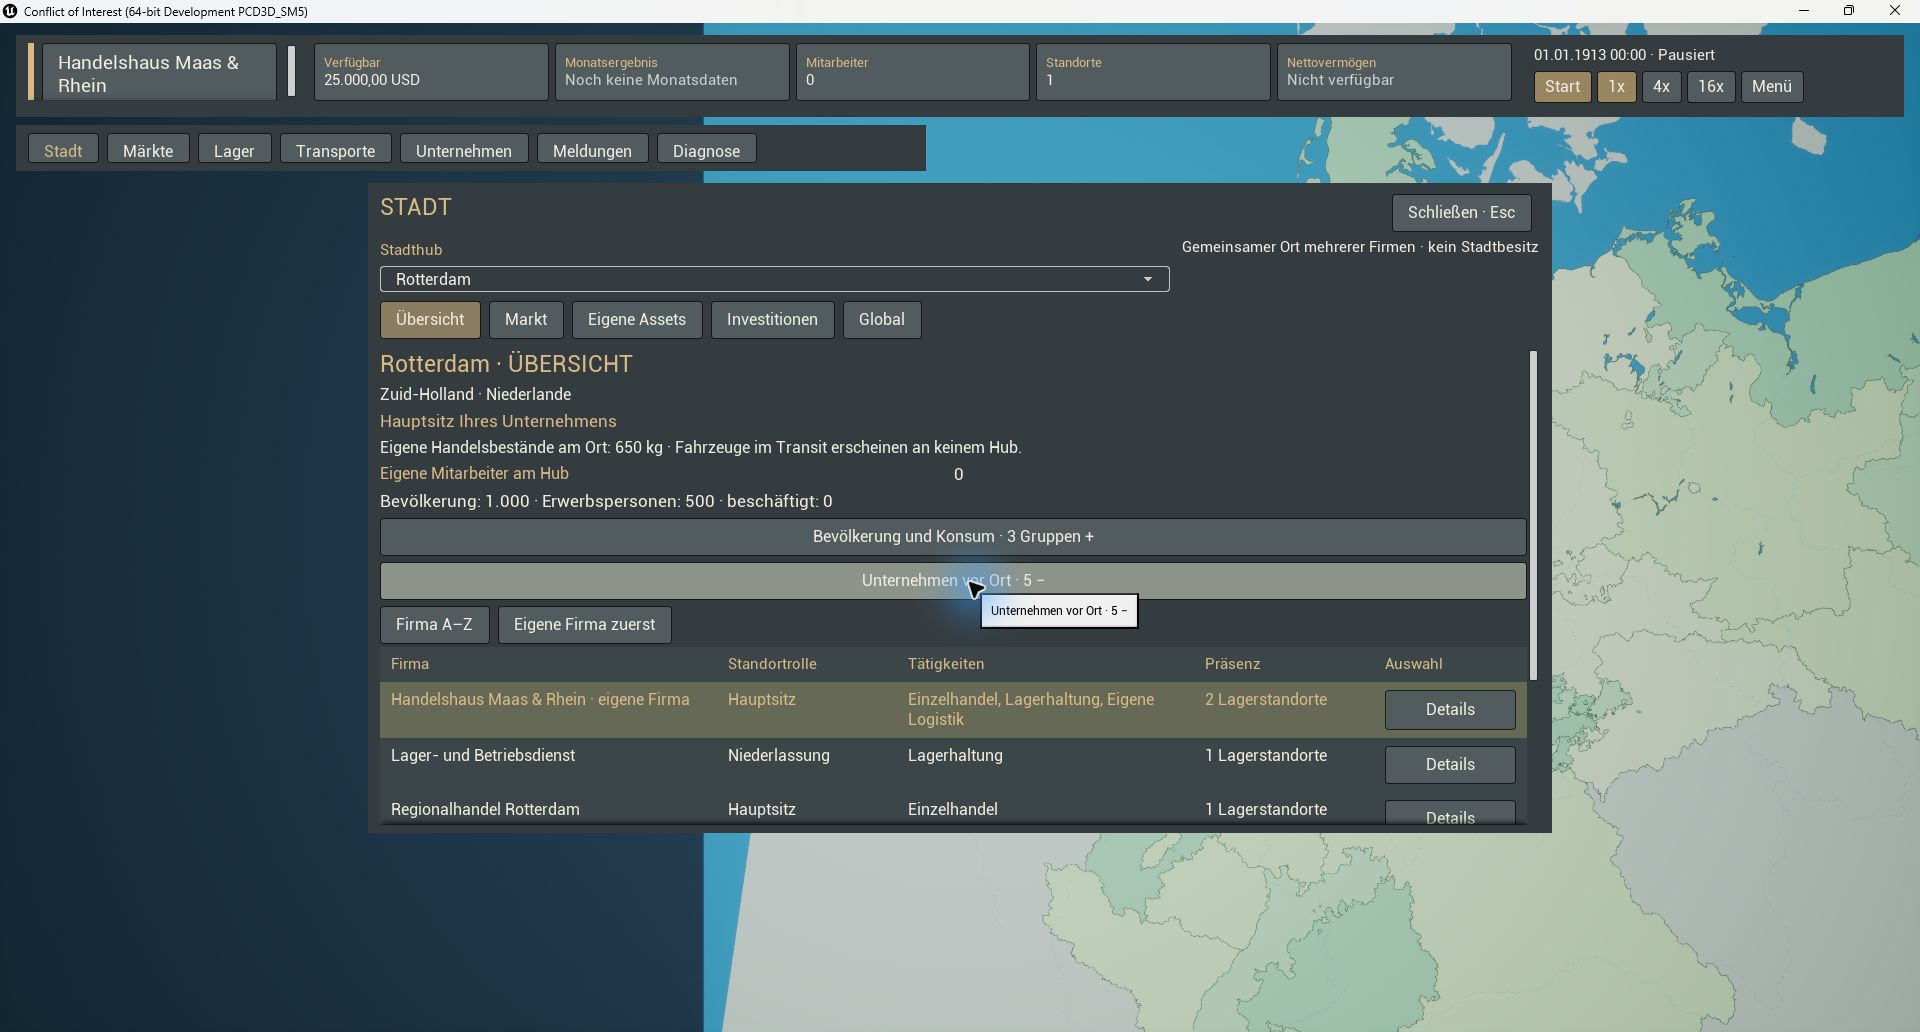 Conflict of Interest (64-bit Development PCD3D_SM5)
Handelshaus Maas &
Rhein
Verfügbar
25.000,00 USD
Monatsergebnis
Noch keine Monatsdaten
Mitarbeiter
0
Standorte
1
Nettovermögen
Nicht verfügbar
01.01.1913 00:00 · Pausiert
Start 1x 4x 16x Menü
Stadt Märkte Lager Transporte Unternehmen Meldungen Diagnose
STADT
Schließen · Esc
Stadthub
Gemeinsamer Ort mehrerer Firmen · kein Stadtbesitz
Rotterdam
Übersicht Markt Eigene Assets Investitionen Global
Rotterdam · ÜBERSICHT
Zuid-Holland · Niederlande
Hauptsitz Ihres Unternehmens
Eigene Handelsbestände am Ort: 650 kg · Fahrzeuge im Transit erscheinen an keinem Hub.
Eigene Mitarbeiter am Hub 0
Bevölkerung: 1.000 · Erwerbspersonen: 500 · beschäftigt: 0
Bevölkerung und Konsum · 3 Gruppen +
Unternehmen vor Ort · 5 −
Unternehmen vor Ort · 5 −
Firma A–Z Eigene Firma zuerst
Firma Standortrolle Tätigkeiten Präsenz Auswahl
Handelshaus Maas & Rhein · eigene Firma Hauptsitz Einzelhandel, Lagerhaltung, Eigene 2 Lagerstandorte Details
Logistik
Lager- und Betriebsdienst Niederlassung Lagerhaltung 1 Lagerstandorte Details
Regionalhandel Rotterdam Hauptsitz Einzelhandel 1 Lagerstandorte Details